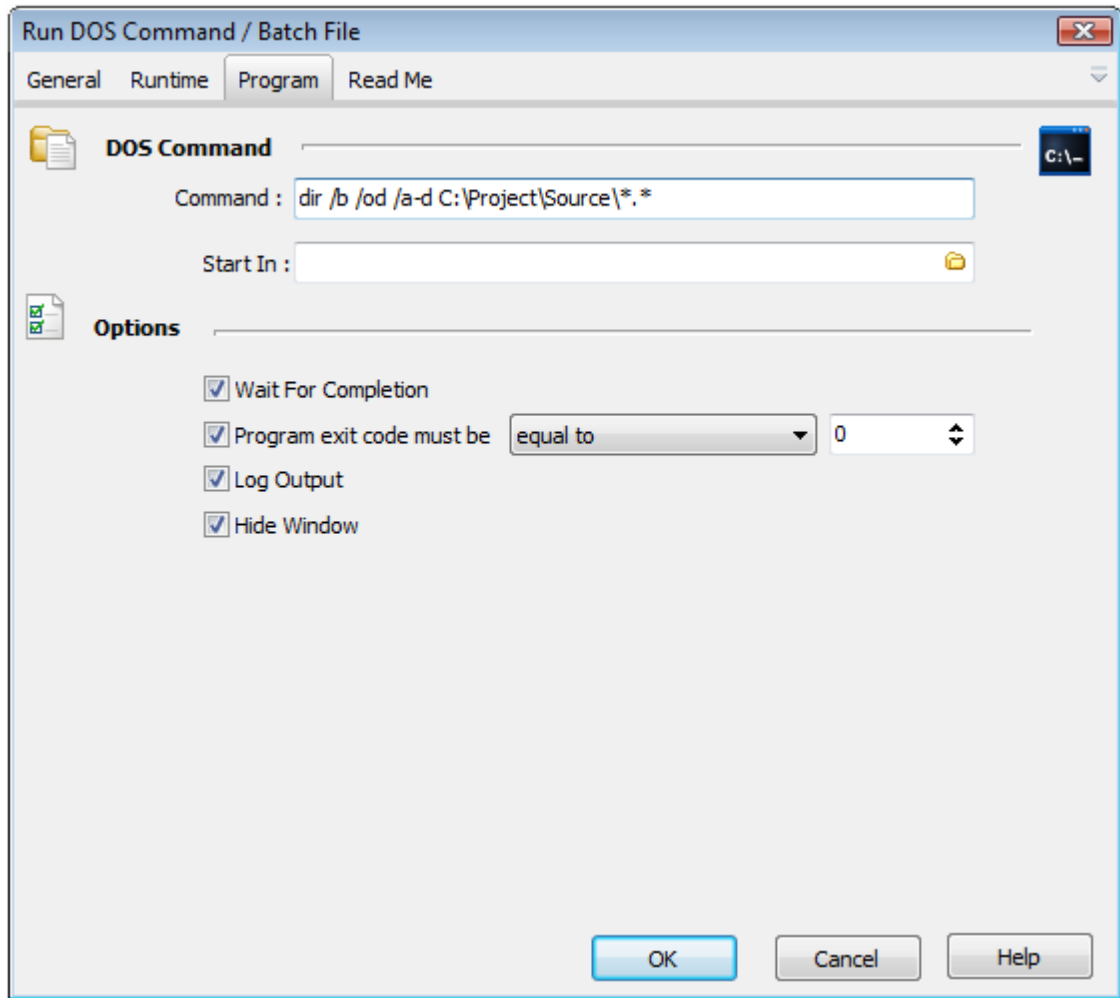 Run DOS Command / Batch File
General Runtime Program Read Me
DOS Command
C:\_
Command : dir /b /od /a-d C:\Project\Source\*.*
Start In :
Options
Wait For Completion
Program exit code must be equal to 0
Log Output
Hide Window
OK Cancel Help